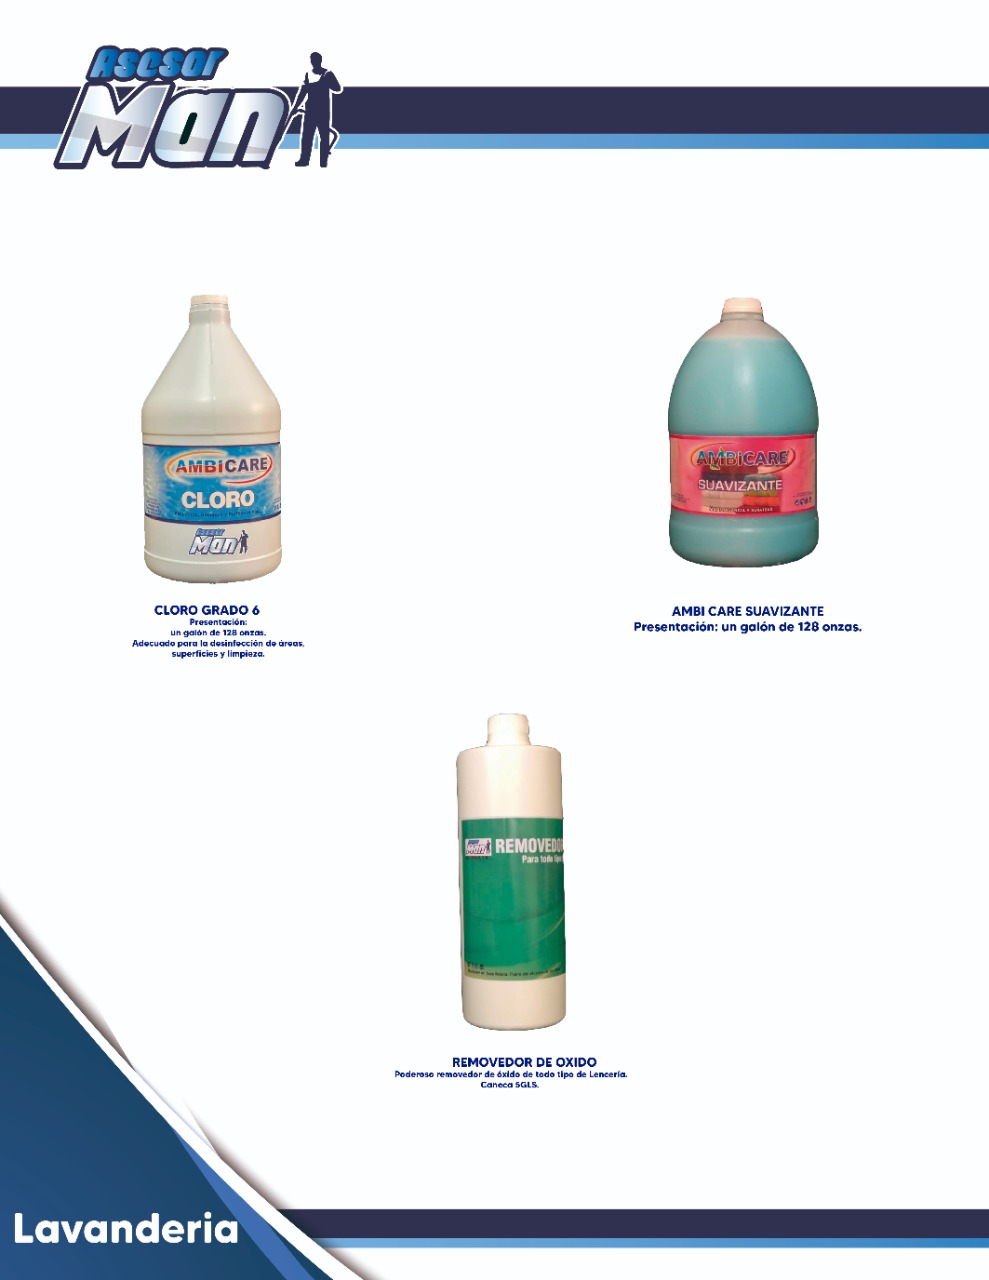 Asesor
Man
AMBICARE
CLORO
Asesor
Man
AMBICARE
SUAVIZANTE
CLORO GRADO 6
Presentación:
un galón de 128 onzas.
Adecuado para la desinfección de áreas,
superficies y limpieza.
AMBI CARE SUAVIZANTE
Presentación: un galón de 128 onzas.
Man
REMOVEDO
Para todo
REMOVEDOR DE OXIDO
Poderoso removedor de óxido de todo tipo de Lencería.
Caneca 5GLS.
Lavanderia